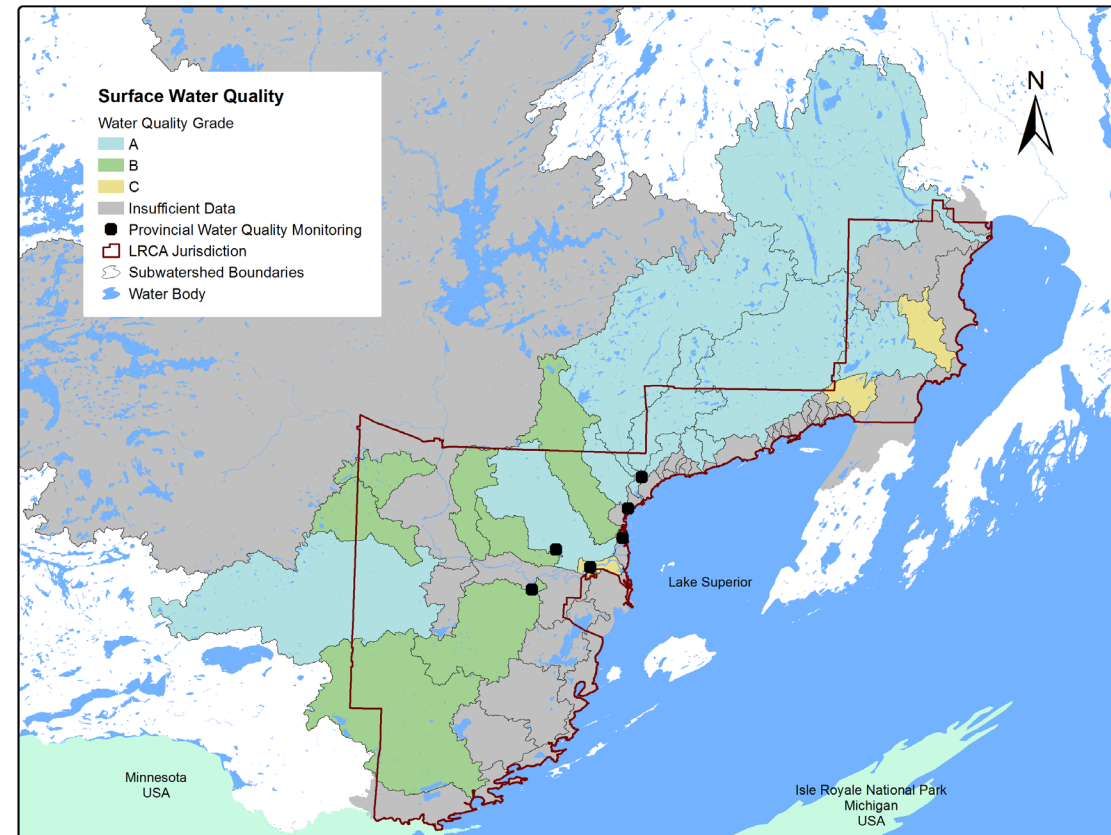 Surface Water Quality
Water Quality Grade
A
B
C
Insufficient Data
Provincial Water Quality Monitoring
LRCA Jurisdiction
Subwatershed Boundaries
Water Body
N
Lake Superior
Minnesota
USA
Isle Royale National Park
Michigan
USA